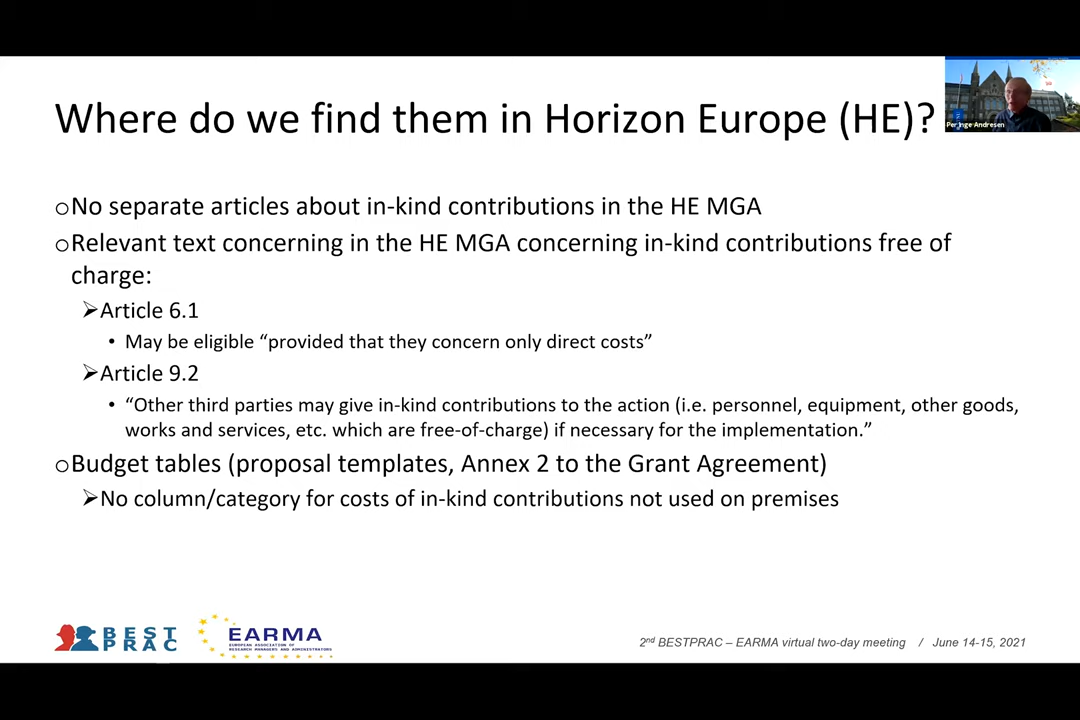 Where do we find them in Horizon Europe (HE)?
Per Inge Andresen
oNo separate articles about in-kind contributions in the HE MGA
oRelevant text concerning in the HE MGA concerning in-kind contributions free of
charge:
➢Article 6.1
• May be eligible “provided that they concern only direct costs”
➢Article 9.2
• “Other third parties may give in-kind contributions to the action (i.e. personnel, equipment, other goods,
works and services, etc. which are free-of-charge) if necessary for the implementation.”
oBudget tables (proposal templates, Annex 2 to the Grant Agreement)
➢No column/category for costs of in-kind contributions not used on premises
BEST
PRAC
EARMA
EUROPEAN ASSOCIATION OF
RESEARCH MANAGERS AND ADMINISTRATORS
2nd BESTPRAC – EARMA virtual two-day meeting / June 14-15, 2021